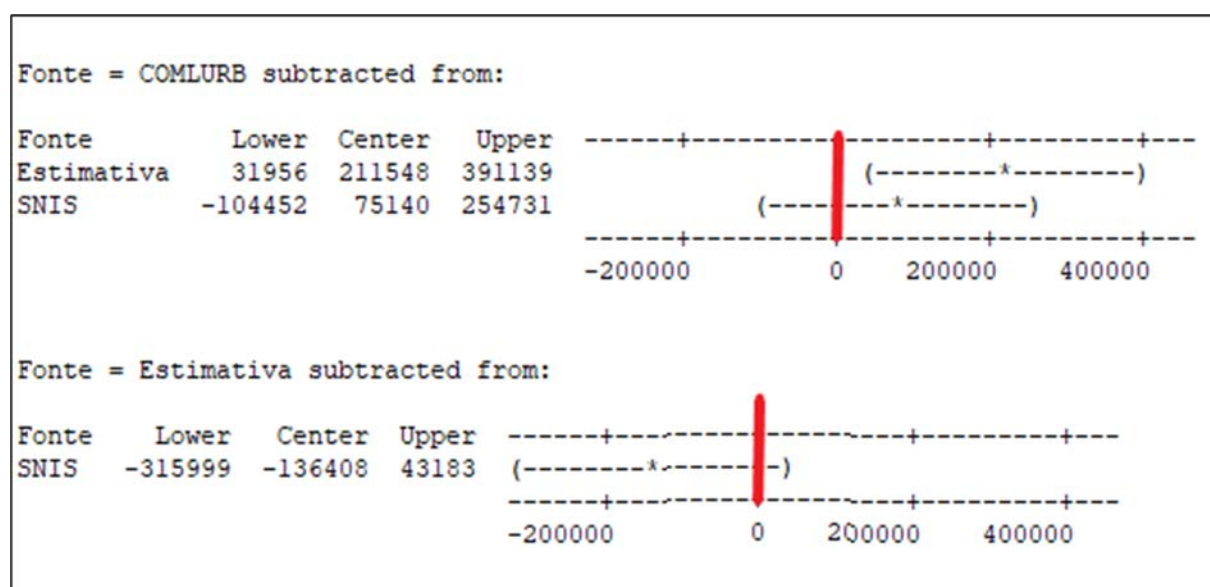 Fonte = COMLURB subtracted from:
Fonte Lower Center Upper ------+---------+---------+---------+---
Estimativa 31956 211548 391139 (--------*--------)
SNIS -104452 75140 254731 (--------*--------)
------+---------+---------+---------+---
-200000 0 200000 400000
Fonte = Estimativa subtracted from:
Fonte Lower Center Upper ------+---------+---------+---------+---
SNIS -315999 -136408 43183 (--------*--------)
------+---------+---------+---------+---
-200000 0 200000 400000